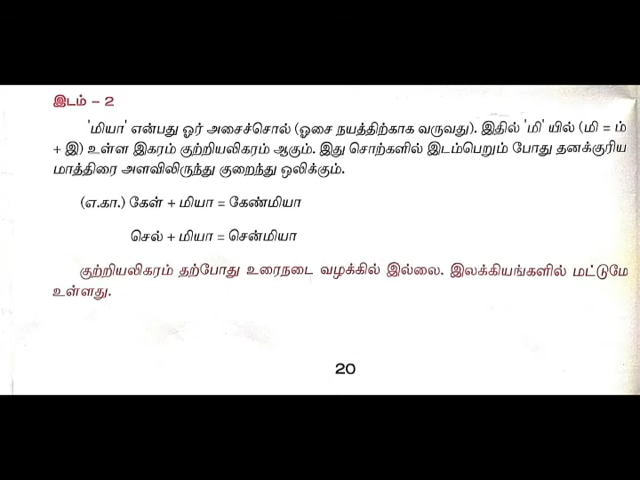 இடம் – 2
'மியா' என்பது ஓர் அசைச்சொல் (ஓசை நயத்திற்காக வருவது). இதில் 'மி' யில் (மி = ம்
+ இ) உள்ள இகரம் குற்றியலிகரம் ஆகும். இது சொற்களில் இடம்பெறும் போது தனக்குரிய
மாத்திரை அளவிலிருந்து குறைந்து ஒலிக்கும்.
(எ.கா.) கேள் + மியா = கேண்மியா
செல் + மியா = சென்மியா
குற்றியலிகரம் தற்போது உரைநடை வழக்கில் இல்லை. இலக்கியங்களில் மட்டுமே
உள்ளது.
20